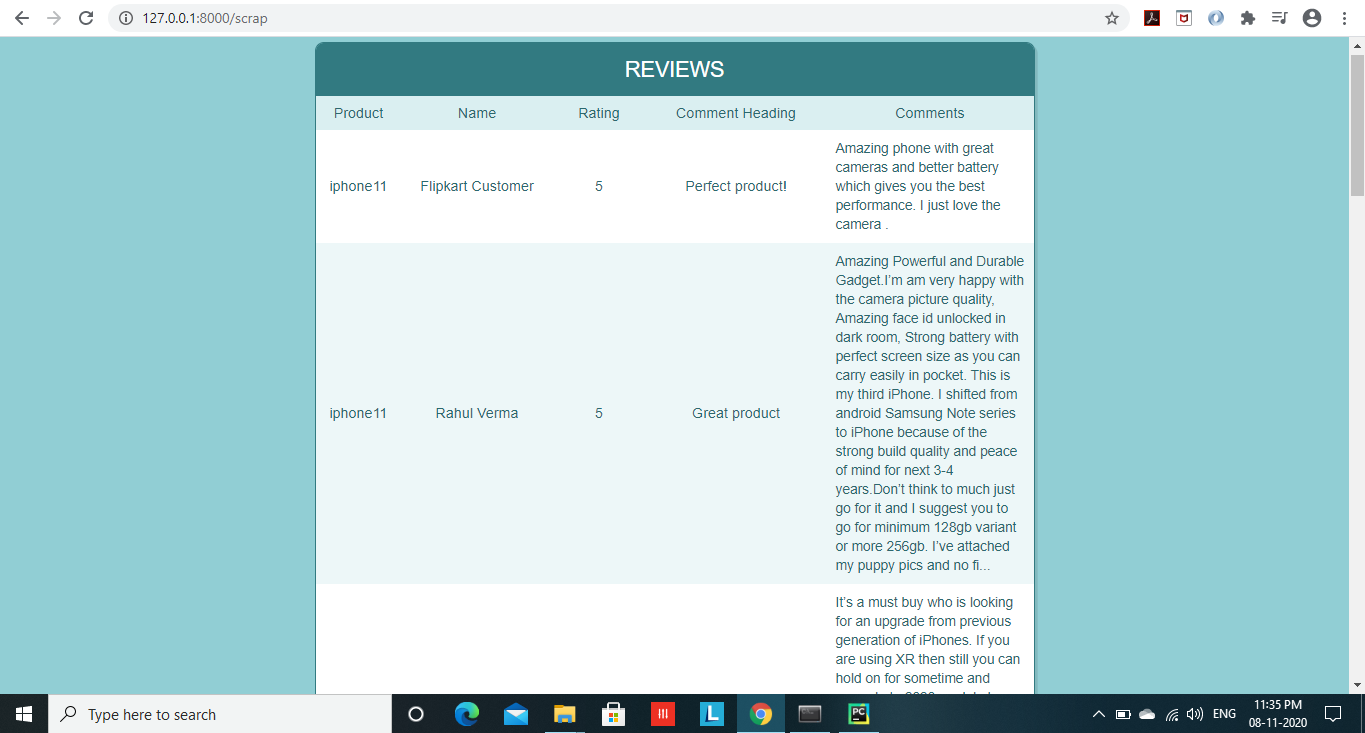 127.0.0.1:8000/scrap
REVIEWS
Product Name Rating Comment Heading Comments
iphone11 Flipkart Customer 5 Perfect product!
Amazing phone with great
cameras and better battery
which gives you the best
performance. I just love the
camera .
iphone11 Rahul Verma 5 Great product
Amazing Powerful and Durable
Gadget.I’m am very happy with
the camera picture quality,
Amazing face id unlocked in
dark room, Strong battery with
perfect screen size as you can
carry easily in pocket. This is
my third iPhone. I shifted from
android Samsung Note series
to iPhone because of the
strong build quality and peace
of mind for next 3-4
years.Don’t think to much just
go for it and I suggest you to
go for minimum 128gb variant
or more 256gb. I’ve attached
my puppy pics and no fi...
It’s a must buy who is looking
for an upgrade from previous
generation of iPhones. If you
are using XR then still you can
hold on for sometime and
Type here to search
L
PC
ENG
11:35 PM
08-11-2020